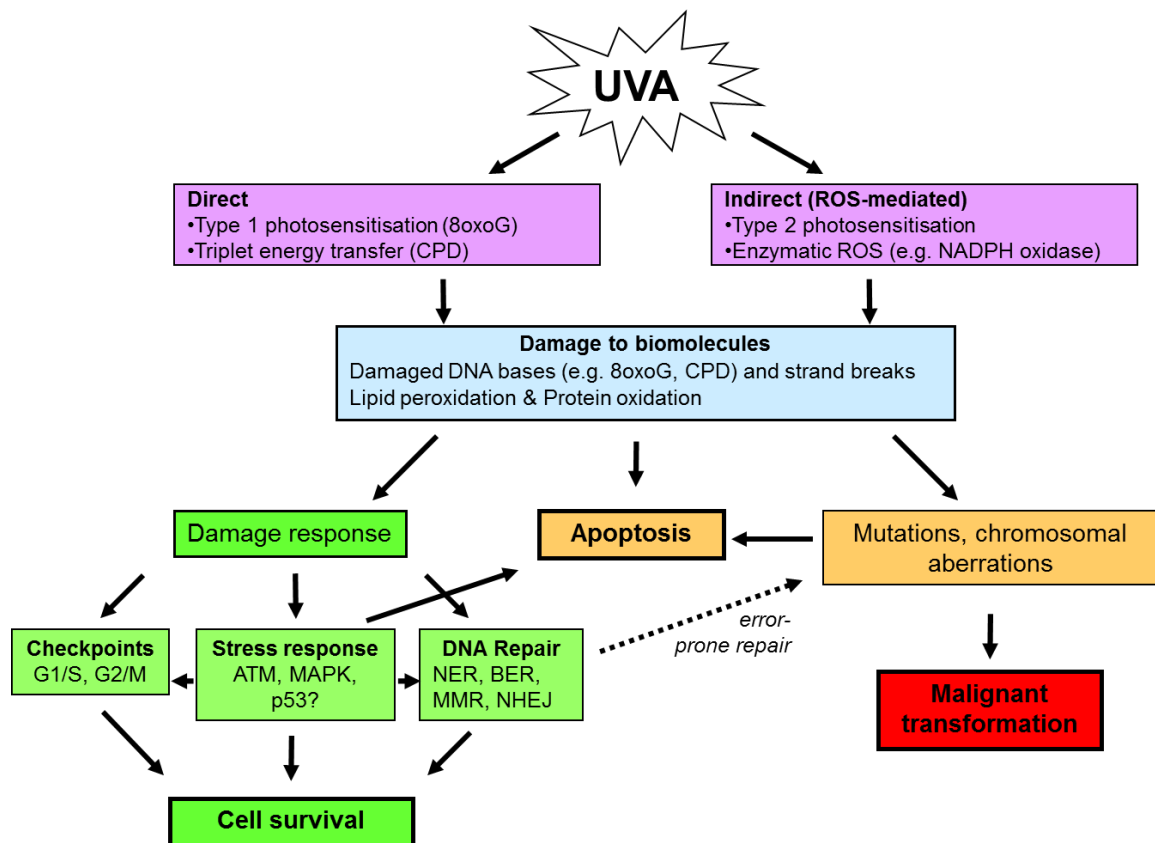 UVA
Direct
•Type 1 photosensitisation (8oxoG)
•Triplet energy transfer (CPD)
Indirect (ROS-mediated)
•Type 2 photosensitisation
•Enzymatic ROS (e.g. NADPH oxidase)
Damage to biomolecules
Damaged DNA bases (e.g. 8oxoG, CPD) and strand breaks
Lipid peroxidation & Protein oxidation
Damage response
Apoptosis
Mutations, chromosomal
aberrations
error-
prone repair
Checkpoints
G1/S, G2/M
Stress response
ATM, MAPK,
p53?
DNA Repair
NER, BER,
MMR, NHEJ
Malignant
transformation
Cell survival